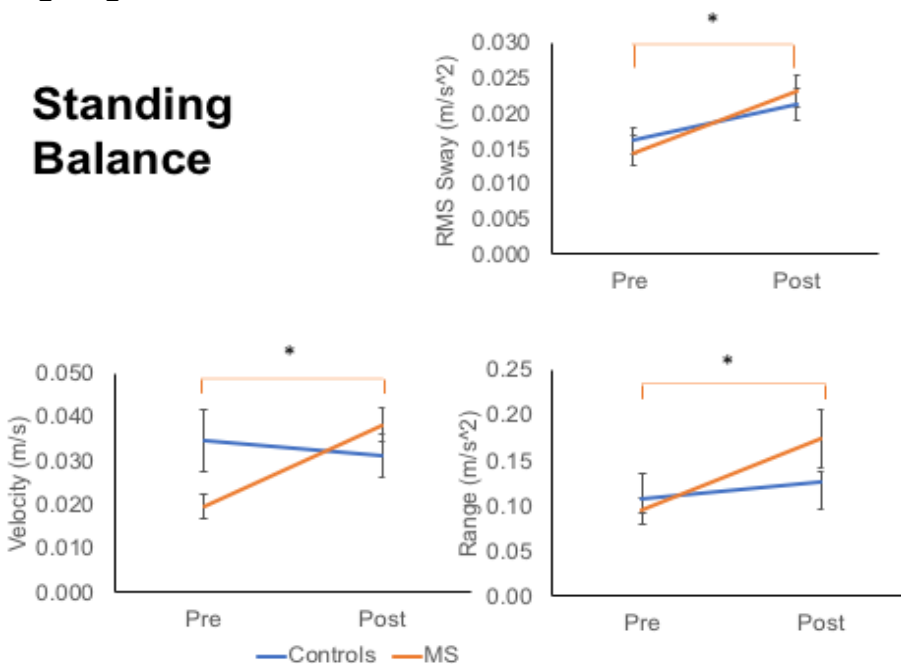 Standing
Balance
*
RMS Sway (m/s^2)
0.030
0.025
0.020
0.015
0.010
0.005
0.000
Pre Post
*
Velocity (m/s)
0.050
0.040
0.030
0.020
0.010
0.000
Pre Post
*
Range (m/s^2)
0.25
0.20
0.15
0.10
0.05
0.00
Pre Post
Controls MS